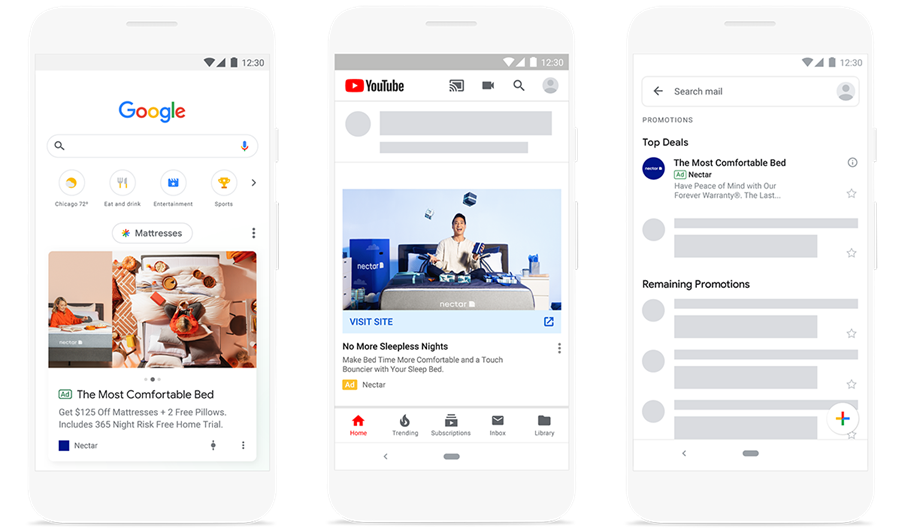 12:30
Google
Chicago 72° Eat and drink Entertainment Sports
Mattresses
nectar
Ad The Most Comfortable Bed
Get $125 Off Mattresses + 2 Free Pillows.
Includes 365 Night Risk Free Home Trial.
Nectar
12:30
YouTube
nectar
nectar
VISIT SITE
No More Sleepless Nights
Make Bed Time More Comfortable and a Touch
Bouncier with Your Sleep Bed.
Ad Nectar
Home Trending Subscriptions Inbox Library
12:30
Search mail
PROMOTIONS
Top Deals
nectar
The Most Comfortable Bed
Ad Nectar
Have Peace of Mind with Our
Forever Warranty®. The Last...
Remaining Promotions